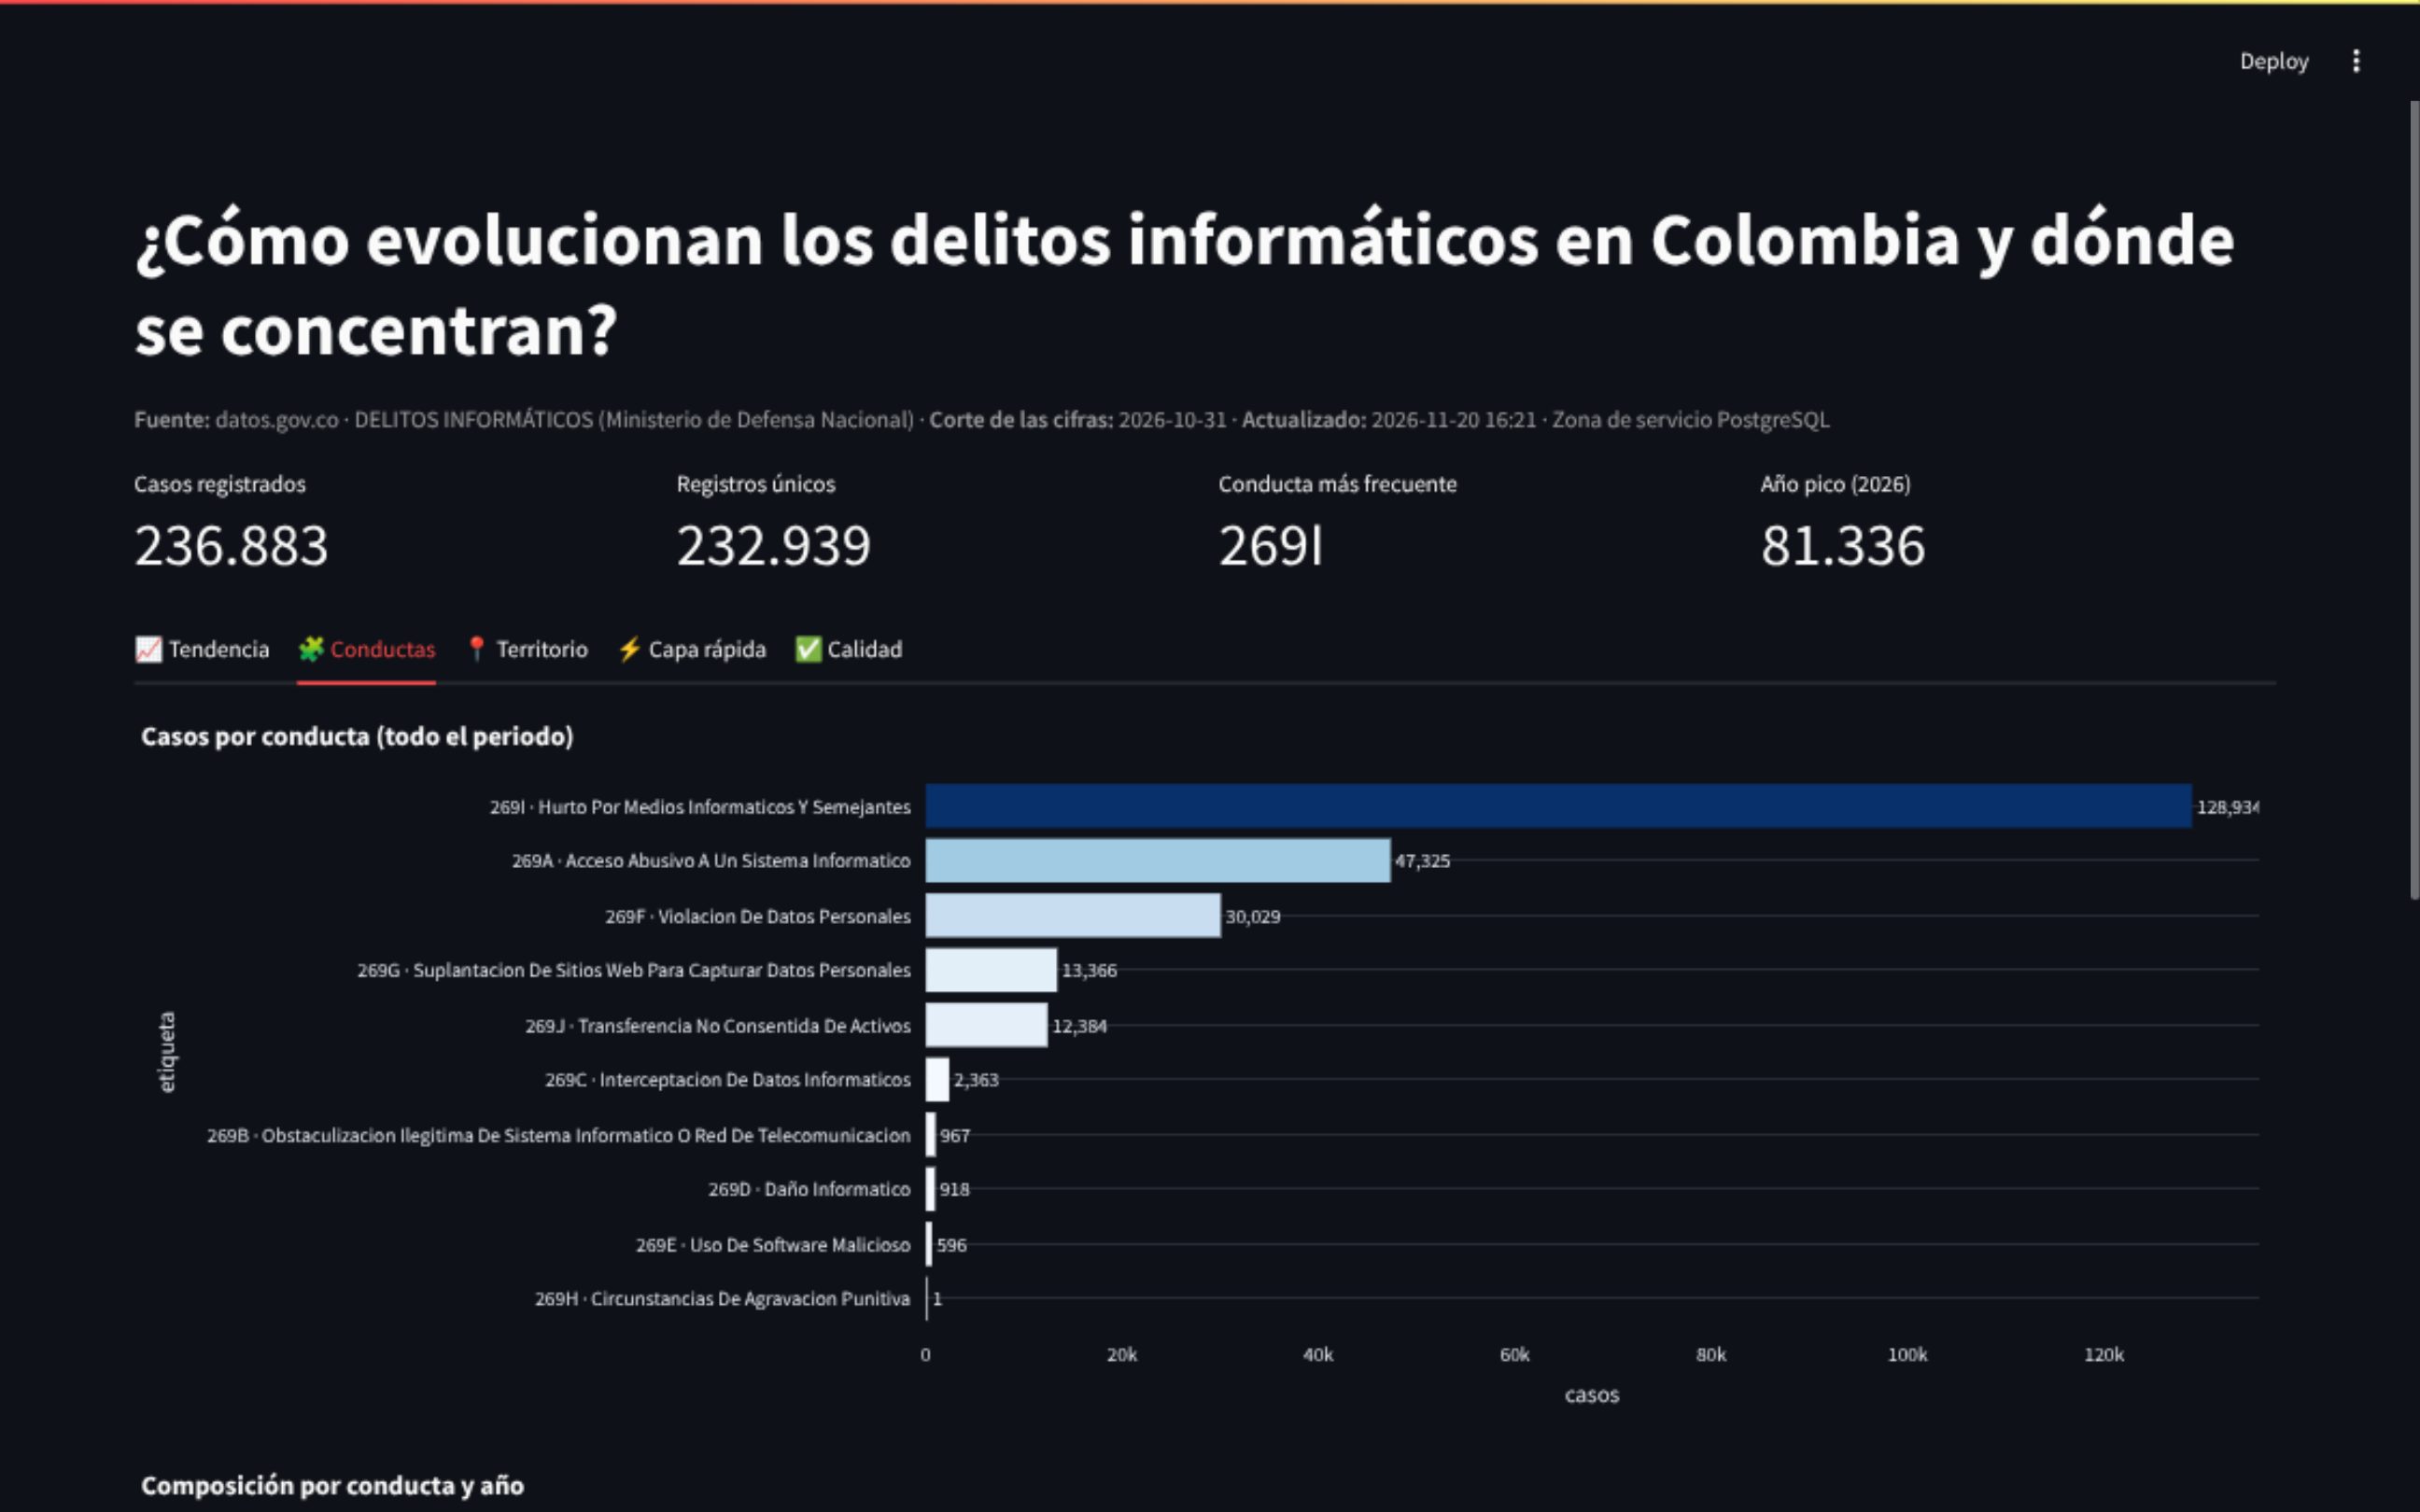 Deploy
¿Cómo evolucionan los delitos informáticos en Colombia y dónde
se concentran?
Fuente: datos.gov.co · DELITOS INFORMÁTICOS (Ministerio de Defensa Nacional) · Corte de las cifras: 2026-10-31 · Actualizado: 2026-11-20 16:21 · Zona de servicio PostgreSQL
Casos registrados
236.883
Registros únicos
232.939
Conducta más frecuente
269I
Año pico (2026)
81.336
Tendencia Conductas Territorio Capa rápida Calidad
Casos por conducta (todo el periodo)
269I · Hurto Por Medios Informaticos Y Semejantes 128,934
269A · Acceso Abusivo A Un Sistema Informatico 47,325
269F · Violacion De Datos Personales 30,029
269G · Suplantacion De Sitios Web Para Capturar Datos Personales 13,366
269J · Transferencia No Consentida De Activos 12,384
269C · Interceptacion De Datos Informaticos 2,363
269B · Obstaculizacion Ilegitima De Sistema Informatico O Red De Telecomunicacion 967
269D · Daño Informatico 918
269E · Uso De Software Malicioso 596
269H · Circunstancias De Agravacion Punitiva 1
etiqueta
0 20k 40k 60k 80k 100k 120k
casos
Composición por conducta y año